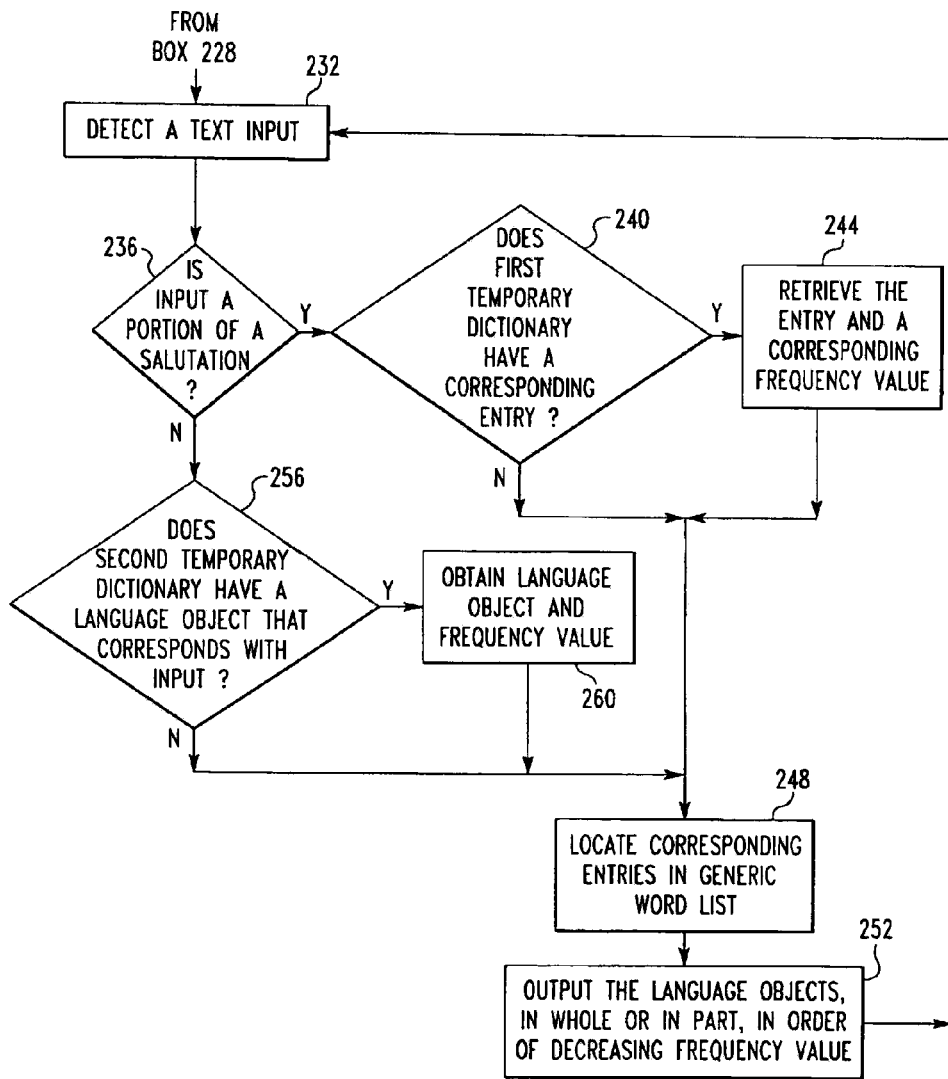 FROM
BOX 228
232
DETECT A TEXT INPUT
236
IS
INPUT A
PORTION OF A
SALUTATION
?
Y
N
240
DOES
FIRST
TEMPORARY
DICTIONARY
HAVE A
CORRESPONDING
ENTRY ?
Y
N
244
RETRIEVE THE
ENTRY AND A
CORRESPONDING
FREQUENCY VALUE
256
DOES
SECOND TEMPORARY
DICTIONARY HAVE A
LANGUAGE OBJECT THAT
CORRESPONDS WITH
INPUT ?
Y
N
OBTAIN LANGUAGE
OBJECT AND
FREQUENCY VALUE
260
248
LOCATE CORRESPONDING
ENTRIES IN GENERIC
WORD LIST
252
OUTPUT THE LANGUAGE OBJECTS,
IN WHOLE OR IN PART, IN ORDER
OF DECREASING FREQUENCY VALUE